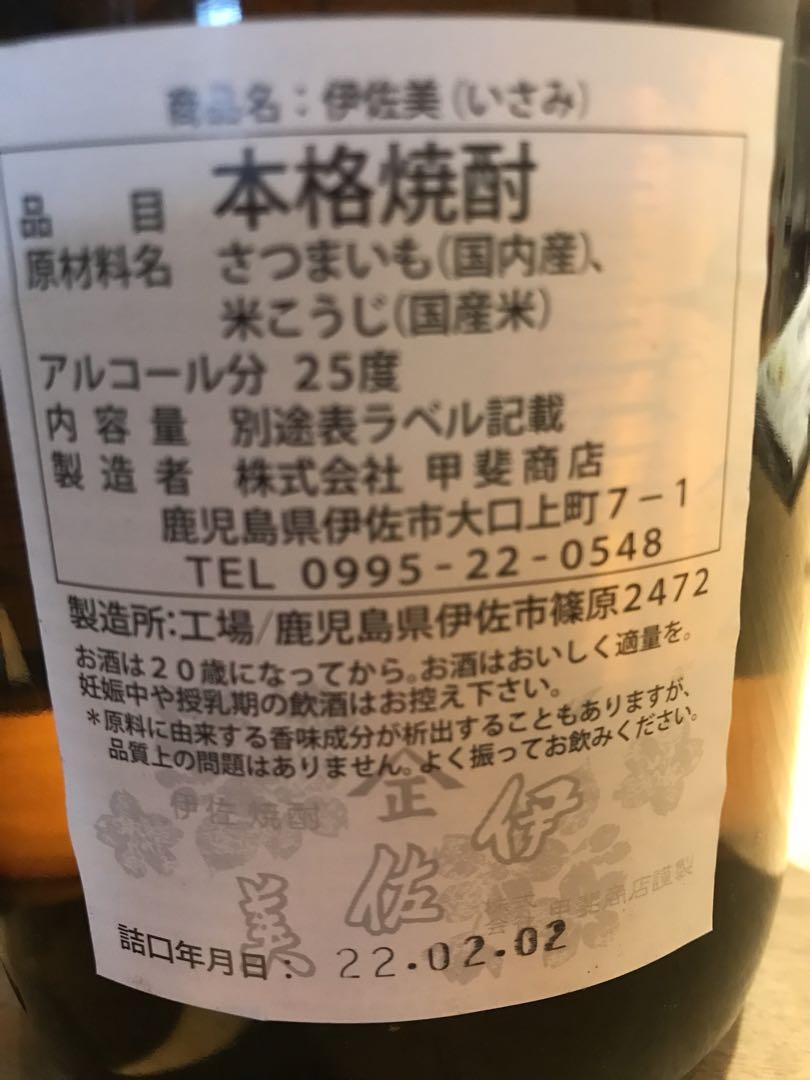 商品名：伊佐美（いさみ）
品目 本格焼酎
原材料名 さつまいも（国内産）、
米こうじ（国産米）
アルコール分 25度
内容量 別途表ラベル記載
製造者 株式会社 甲斐商店
鹿児島県伊佐市大口上町7－1
TEL 0995-22-0548
製造所：工場/鹿児島県伊佐市篠原2472
お酒は２０歳になってから。お酒はおいしく適量を。
妊娠中や授乳期の飲酒はお控え下さい。
＊原料に由来する香味成分が析出することもありますが、
品質上の問題はありません。よく振ってお飲みください。
正
伊佐焼酎
伊佐美
株式会社 甲斐商店謹製
詰口年月日： 22.02.02